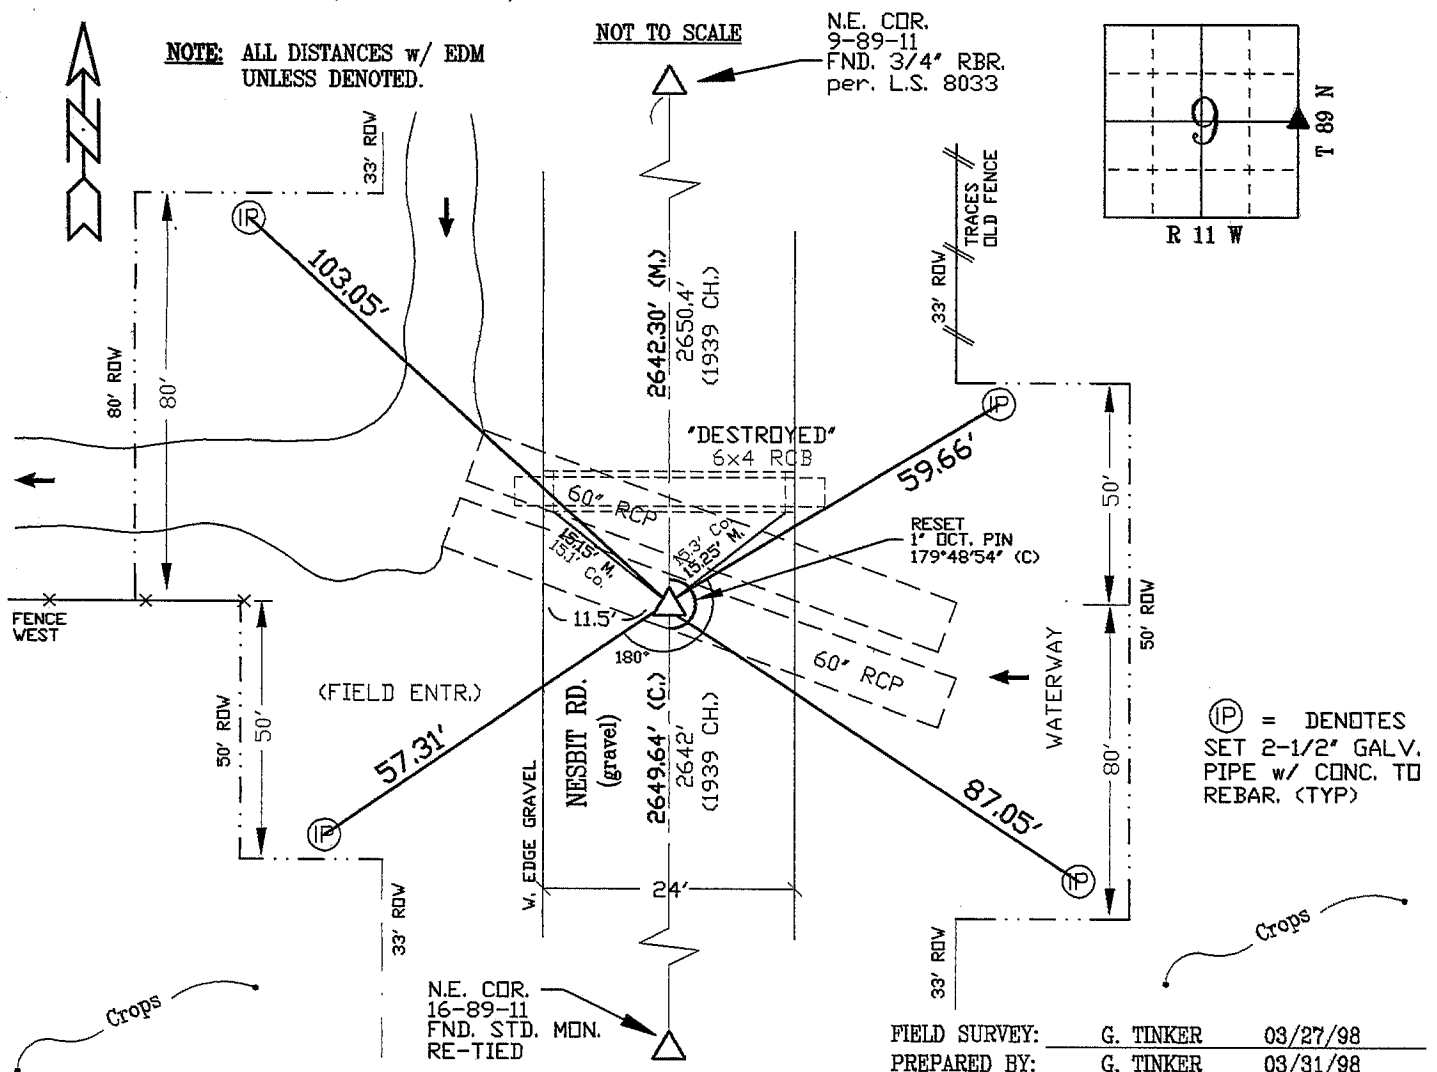 NOTE: ALL DISTANCES w/ EDM
UNLESS DENOTED.
NOT TO SCALE
N.E. COR.
9-89-11
FND. 3/4" RBR.
per. L.S. 8033
9
T 89 N
R 11 W
N
33' ROW
IR
103.05'
80' ROW
80'
2642.30' (M.)
2650.4'
(1939 CH.)
TRACES
OLD FENCE
33' ROW
IP
59.66'
50'
"DESTROYED"
6x4 RCB
60" RCP
15.15' M.
15.1' Co.
15.3' Co.
15.25' M.
RESET
1" OCT. PIN
179°48'54" (C)
11.5'
180°
FENCE
WEST
(FIELD ENTR.)
50' ROW
50'
57.31'
IP
NESBIT RD.
(gravel)
2649.64' (C.)
2642'
(1939 CH.)
60" RCP
WATERWAY
50' ROW
80'
87.05'
IP
IP = DENOTES
SET 2-1/2" GALV.
PIPE w/ CONC. TO
REBAR. (TYP)
W. EDGE GRAVEL
24'
33' ROW
33' ROW
Crops
Crops
N.E. COR.
16-89-11
FND. STD. MON.
RE-TIED
FIELD SURVEY: G. TINKER 03/27/98
PREPARED BY: G. TINKER 03/31/98